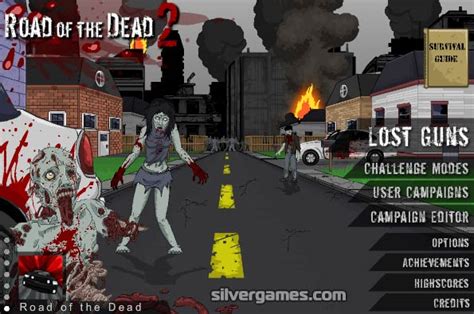 ROAD OF THE DEAD 2
SURVIVAL
GUIDE
LOST GUNS
CHALLENGE MODES
USER CAMPAIGNS
CAMPAIGN EDITOR
OPTIONS
ACHIEVEMENTS
HIGHSCORES
CREDITS
silvergames.com
Road of the Dead